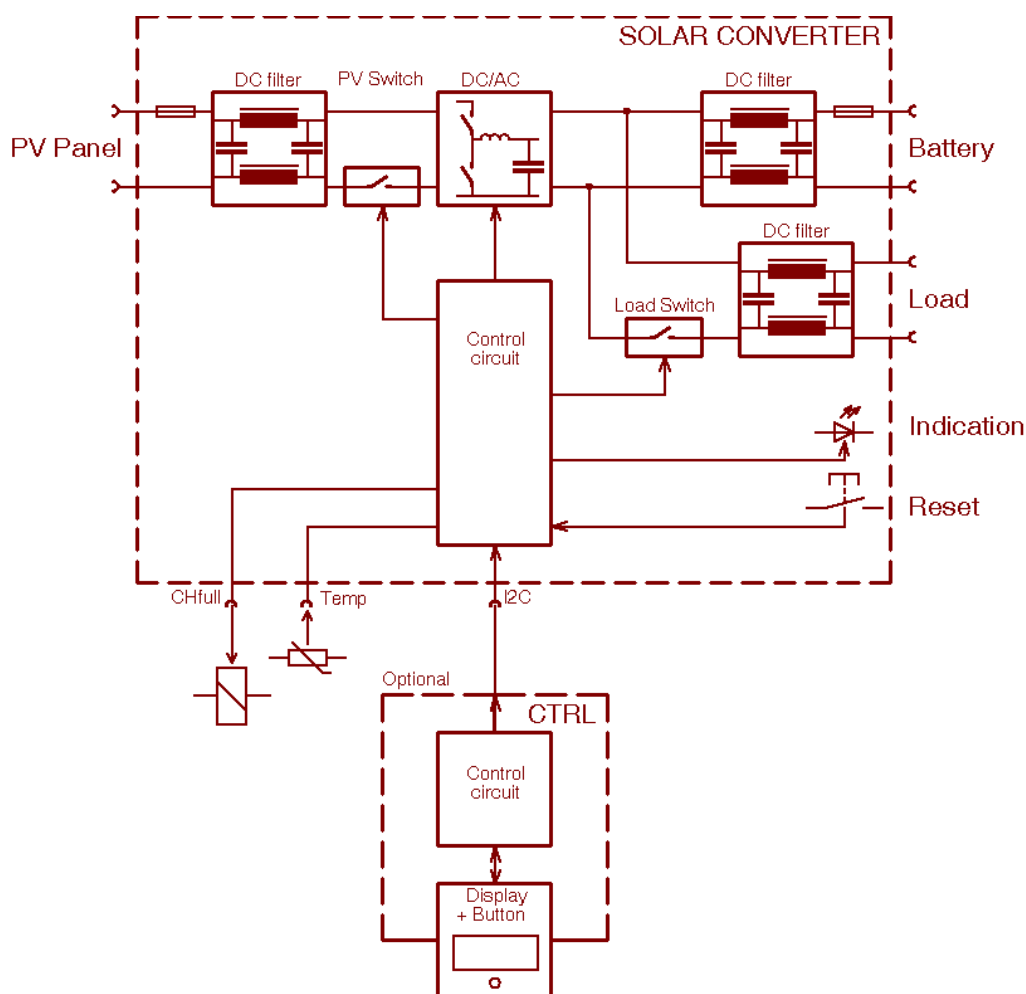 SOLAR CONVERTER
DC filter
PV Switch
DC/AC
DC filter
PV Panel
Battery
DC filter
Load
Load Switch
Control
circuit
Indication
Reset
CHfull
Temp
I2C
Optional
CTRL
Control
circuit
Display
+ Button